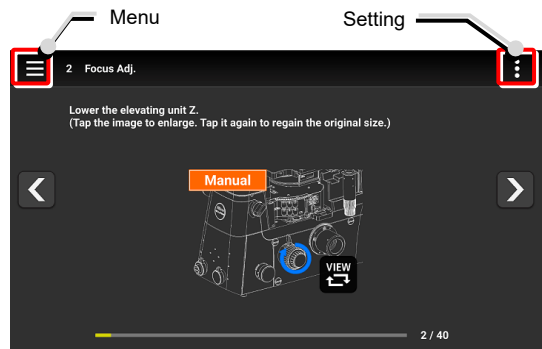 Menu
Setting
2 Focus Adj.
Lower the elevating unit Z.
(Tap the image to enlarge. Tap it again to regain the original size.)
Manual
VIEW
2 / 40